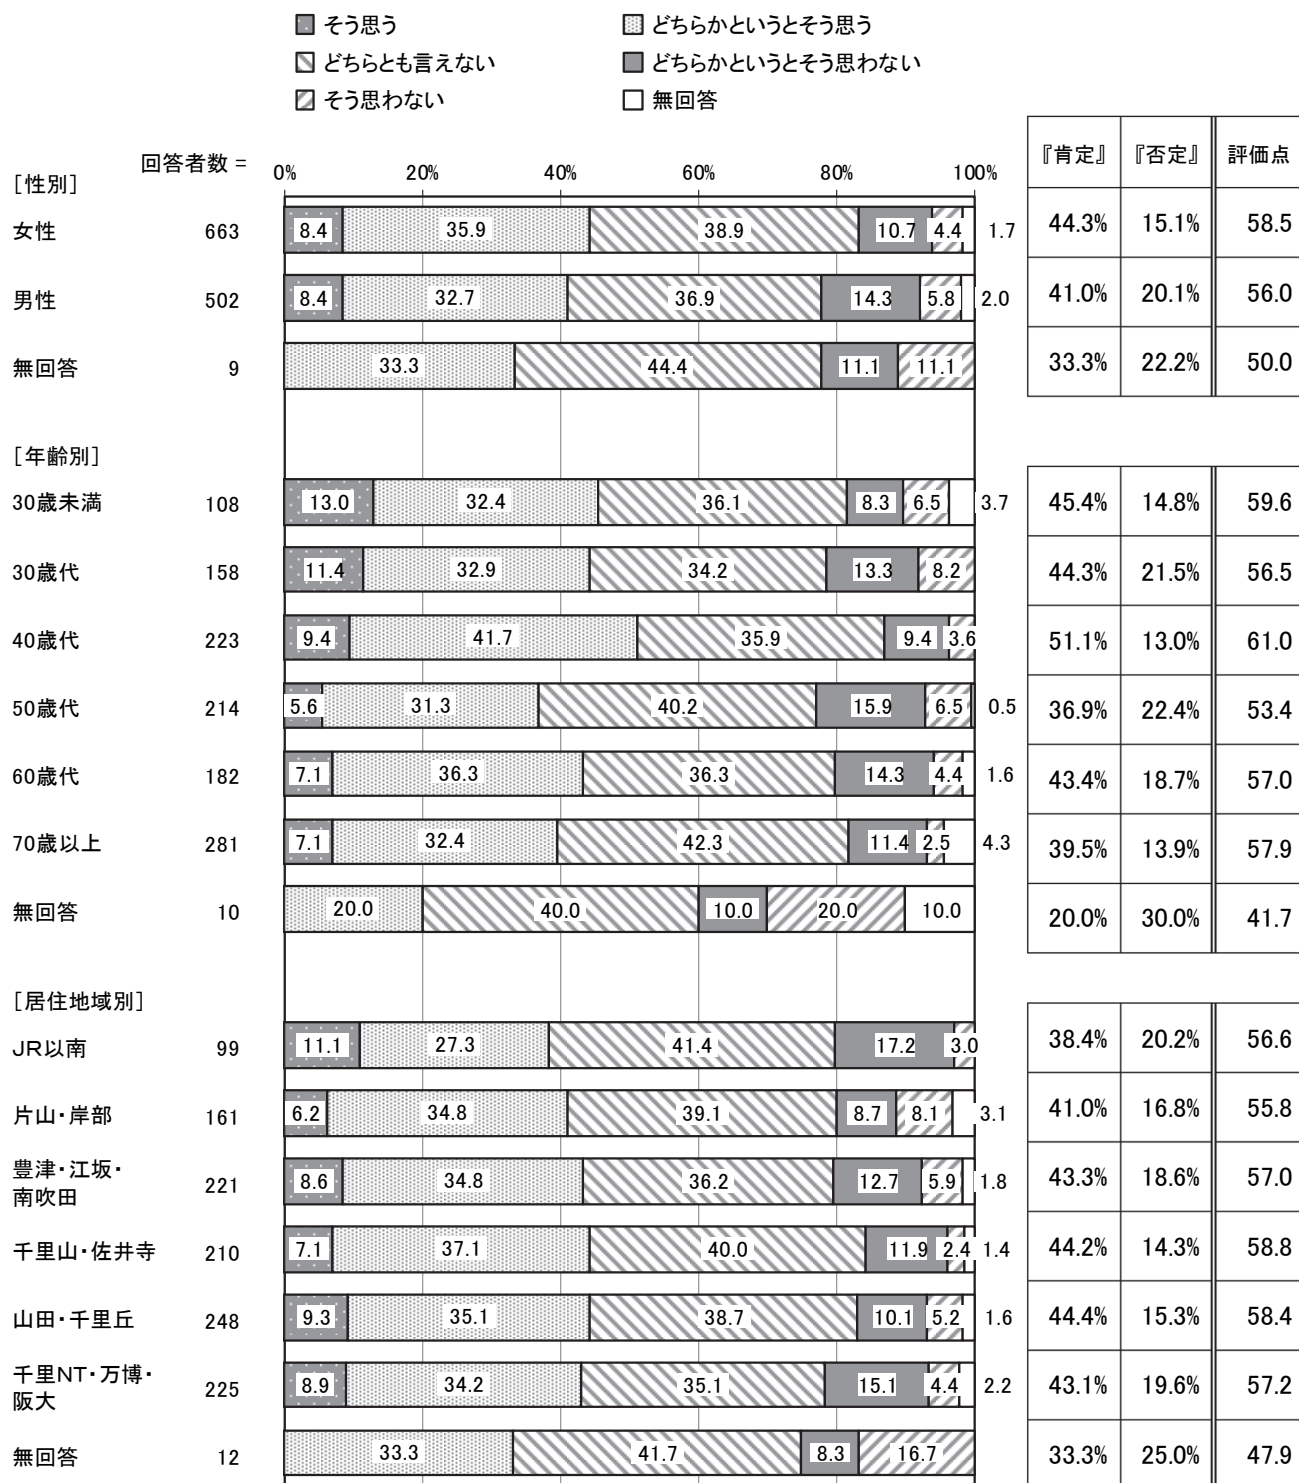 そう思う どちらかというとそう思う
どちらとも言えない どちらかというとそう思わない
そう思わない 無回答
『肯定』 『否定』 評価点
回答者数 = 0% 20% 40% 60% 80% 100%
［性別］
女性 663 8.4 35.9 38.9 10.7 4.4 1.7 44.3% 15.1% 58.5
男性 502 8.4 32.7 36.9 14.3 5.8 2.0 41.0% 20.1% 56.0
無回答 9 33.3 44.4 11.1 11.1 33.3% 22.2% 50.0
［年齢別］
30歳未満 108 13.0 32.4 36.1 8.3 6.5 3.7 45.4% 14.8% 59.6
30歳代 158 11.4 32.9 34.2 13.3 8.2 44.3% 21.5% 56.5
40歳代 223 9.4 41.7 35.9 9.4 3.6 51.1% 13.0% 61.0
50歳代 214 5.6 31.3 40.2 15.9 6.5 0.5 36.9% 22.4% 53.4
60歳代 182 7.1 36.3 36.3 14.3 4.4 1.6 43.4% 18.7% 57.0
70歳以上 281 7.1 32.4 42.3 11.4 2.5 4.3 39.5% 13.9% 57.9
無回答 10 20.0 40.0 10.0 20.0 10.0 20.0% 30.0% 41.7
［居住地域別］
JR以南 99 11.1 27.3 41.4 17.2 3.0 38.4% 20.2% 56.6
片山・岸部 161 6.2 34.8 39.1 8.7 8.1 3.1 41.0% 16.8% 55.8
豊津・江坂・
南吹田 221 8.6 34.8 36.2 12.7 5.9 1.8 43.3% 18.6% 57.0
千里山・佐井寺 210 7.1 37.1 40.0 11.9 2.4 1.4 44.2% 14.3% 58.8
山田・千里丘 248 9.3 35.1 38.7 10.1 5.2 1.6 44.4% 15.3% 58.4
千里NT・万博・
阪大 225 8.9 34.2 35.1 15.1 4.4 2.2 43.1% 19.6% 57.2
無回答 12 33.3 41.7 8.3 16.7 33.3% 25.0% 47.9